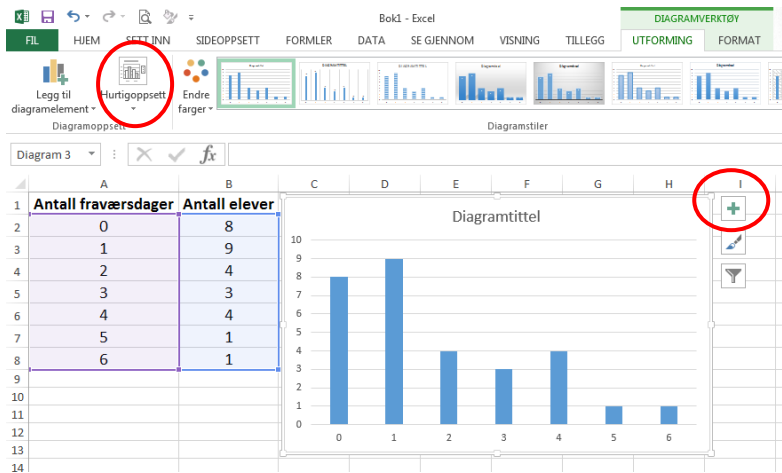 Bok1 - Excel
DIAGRAMVERKTØY
FIL HJEM SETT INN SIDEOPPSETT FORMLER DATA SE GJENNOM VISNING TILLEGG UTFORMING FORMAT
Legg til diagramelement
Hurtigoppsett
Endre farger
Diagramoppsett
Diagramstiler
Diagram 3 fx
A B C D E F G H I
1 Antall fraværsdager Antall elever
2 0 8
3 1 9
4 2 4
5 3 3
6 4 4
7 5 1
8 6 1
9
10
11
12
13
14
Diagramtittel
10
9
8
7
6
5
4
3
2
1
0
0 1 2 3 4 5 6